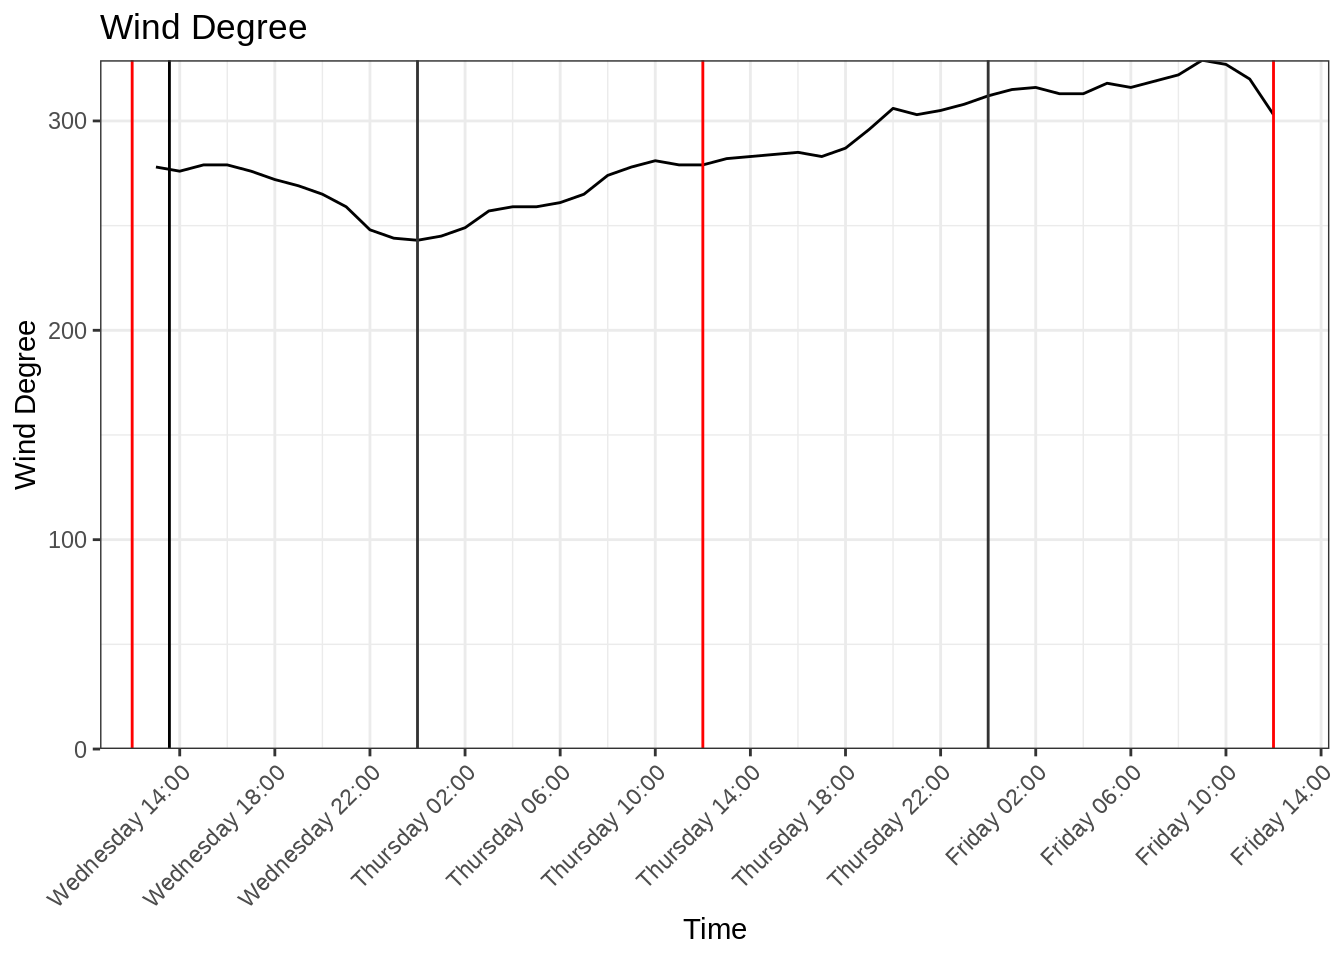 Wind Degree
Wind Degree
300
200
100
0
Wednesday 14:00
Wednesday 18:00
Wednesday 22:00
Thursday 02:00
Thursday 06:00
Thursday 10:00
Thursday 14:00
Thursday 18:00
Thursday 22:00
Friday 02:00
Friday 06:00
Friday 10:00
Friday 14:00
Time